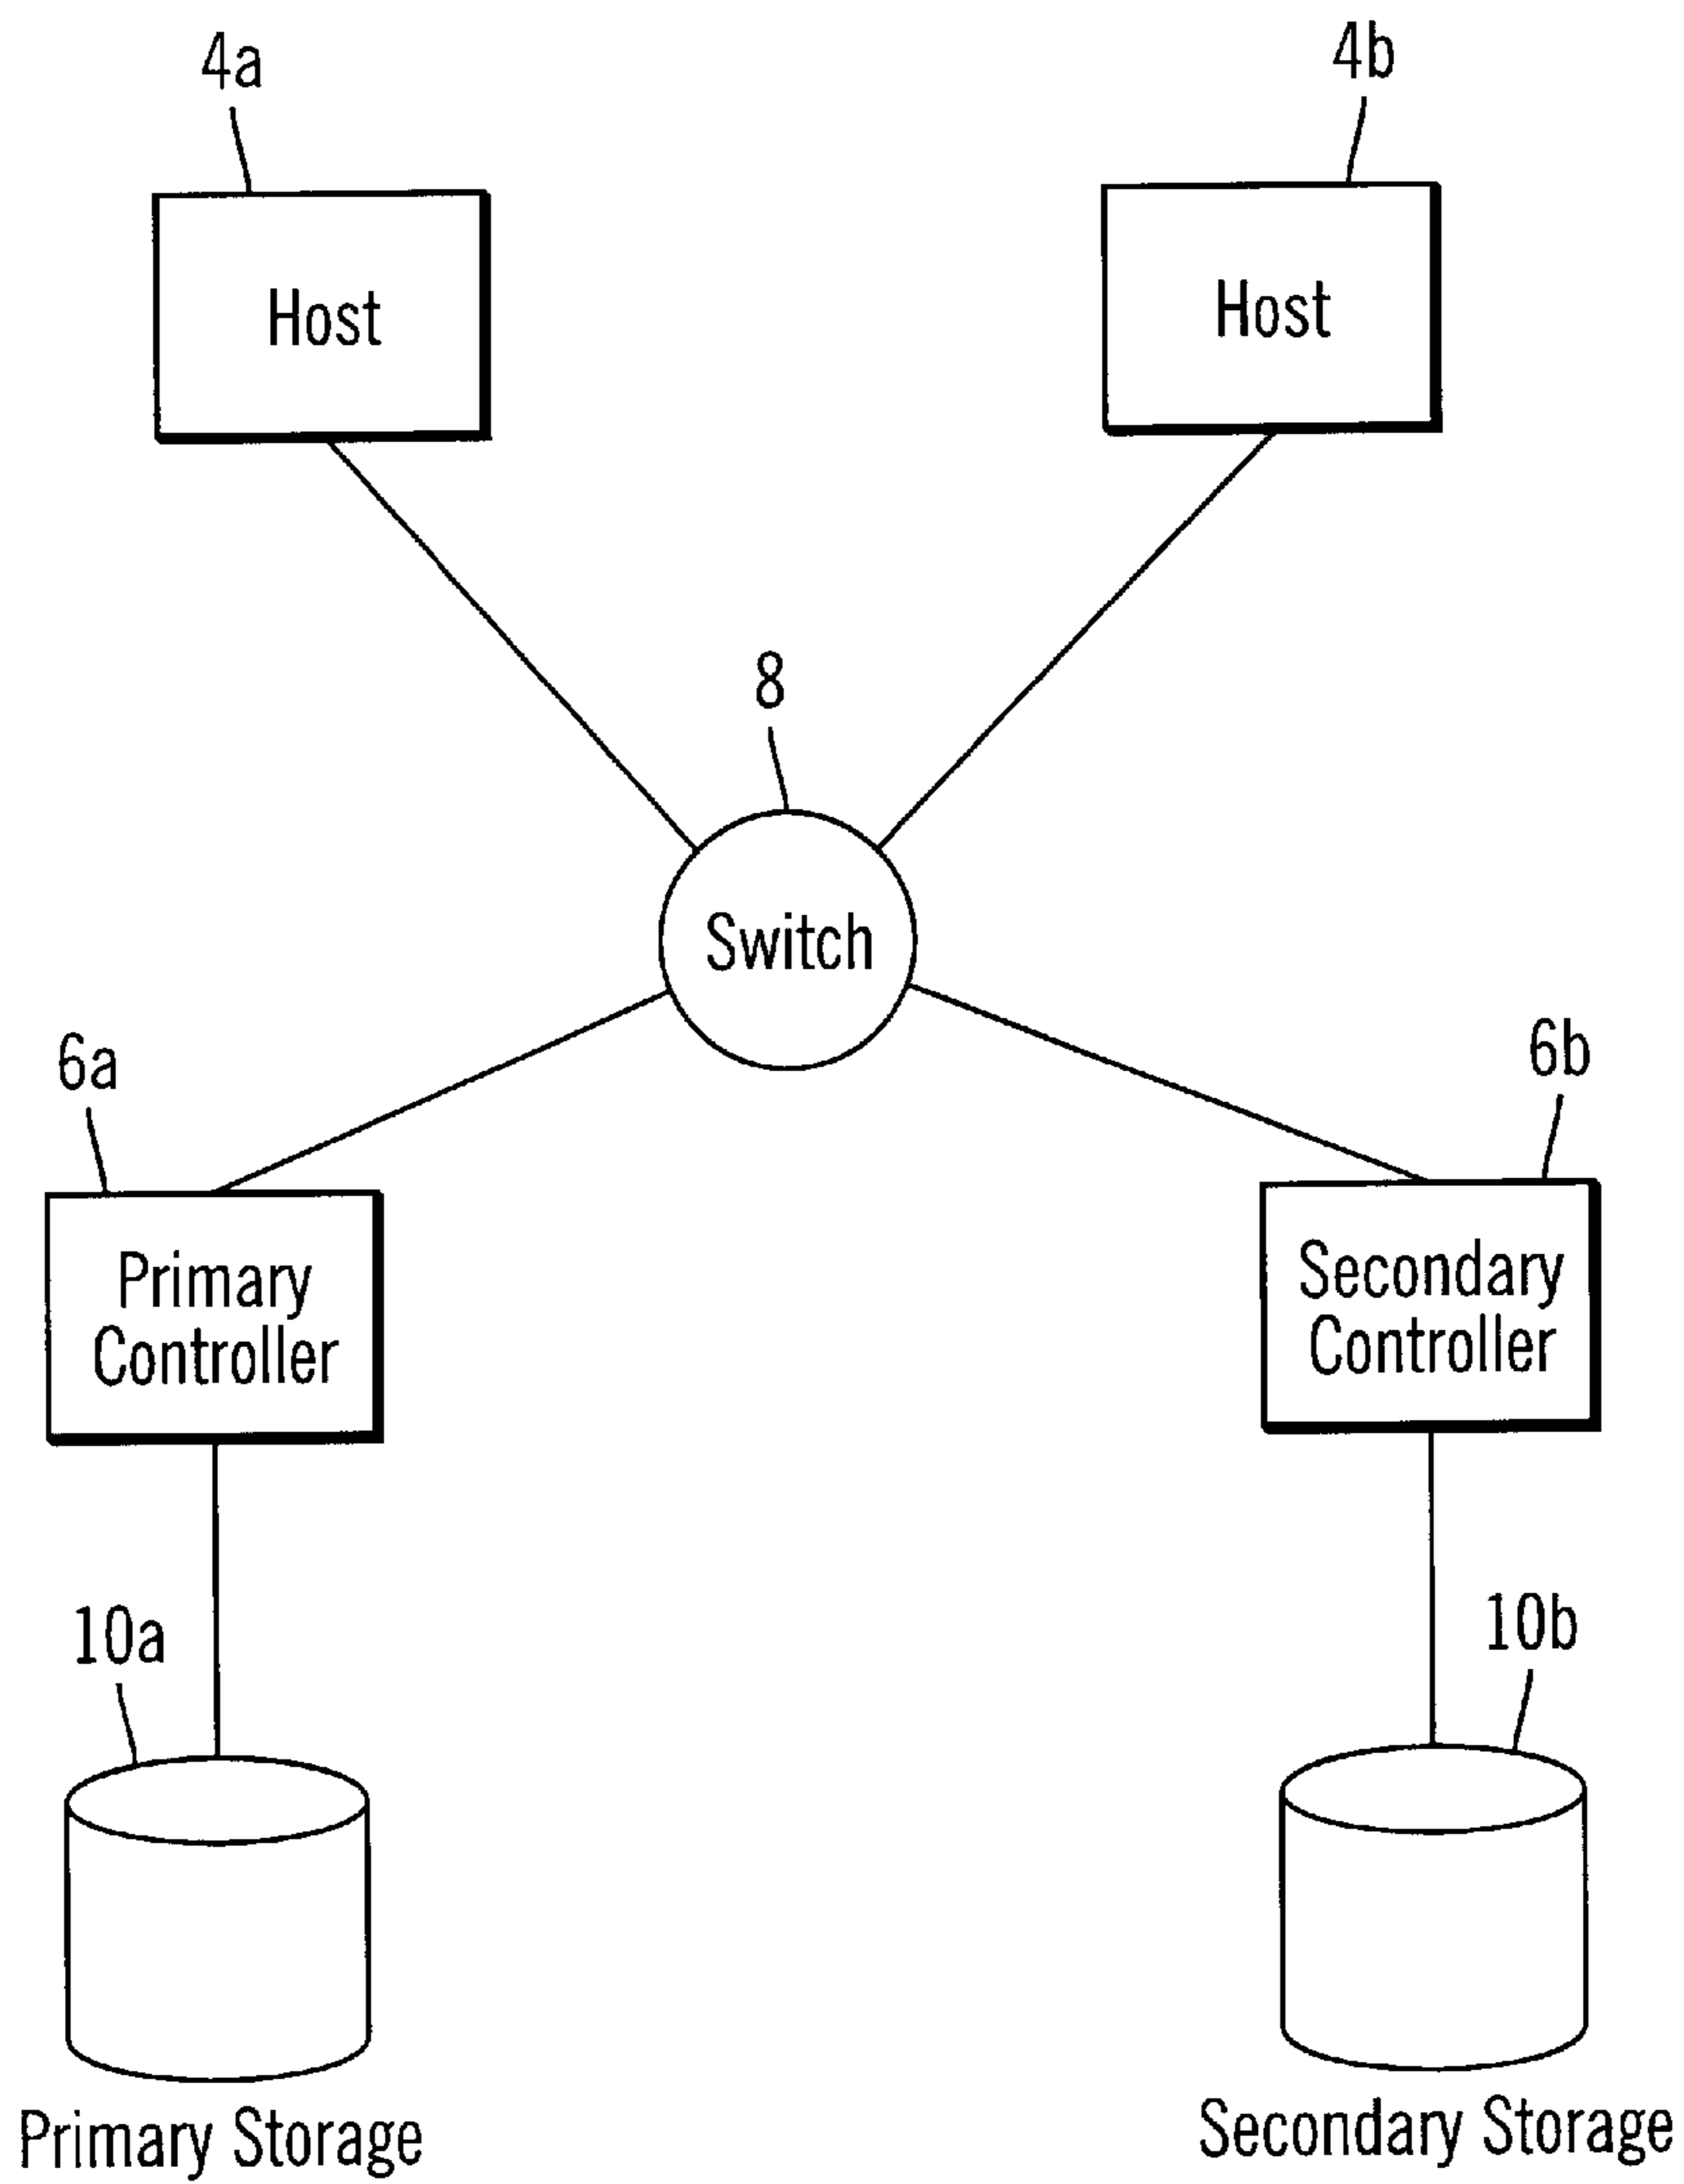 4a
4b
Host
Host
8
Switch
6a
6b
Primary
Controller
Secondary
Controller
10a
10b
Primary Storage
Secondary Storage